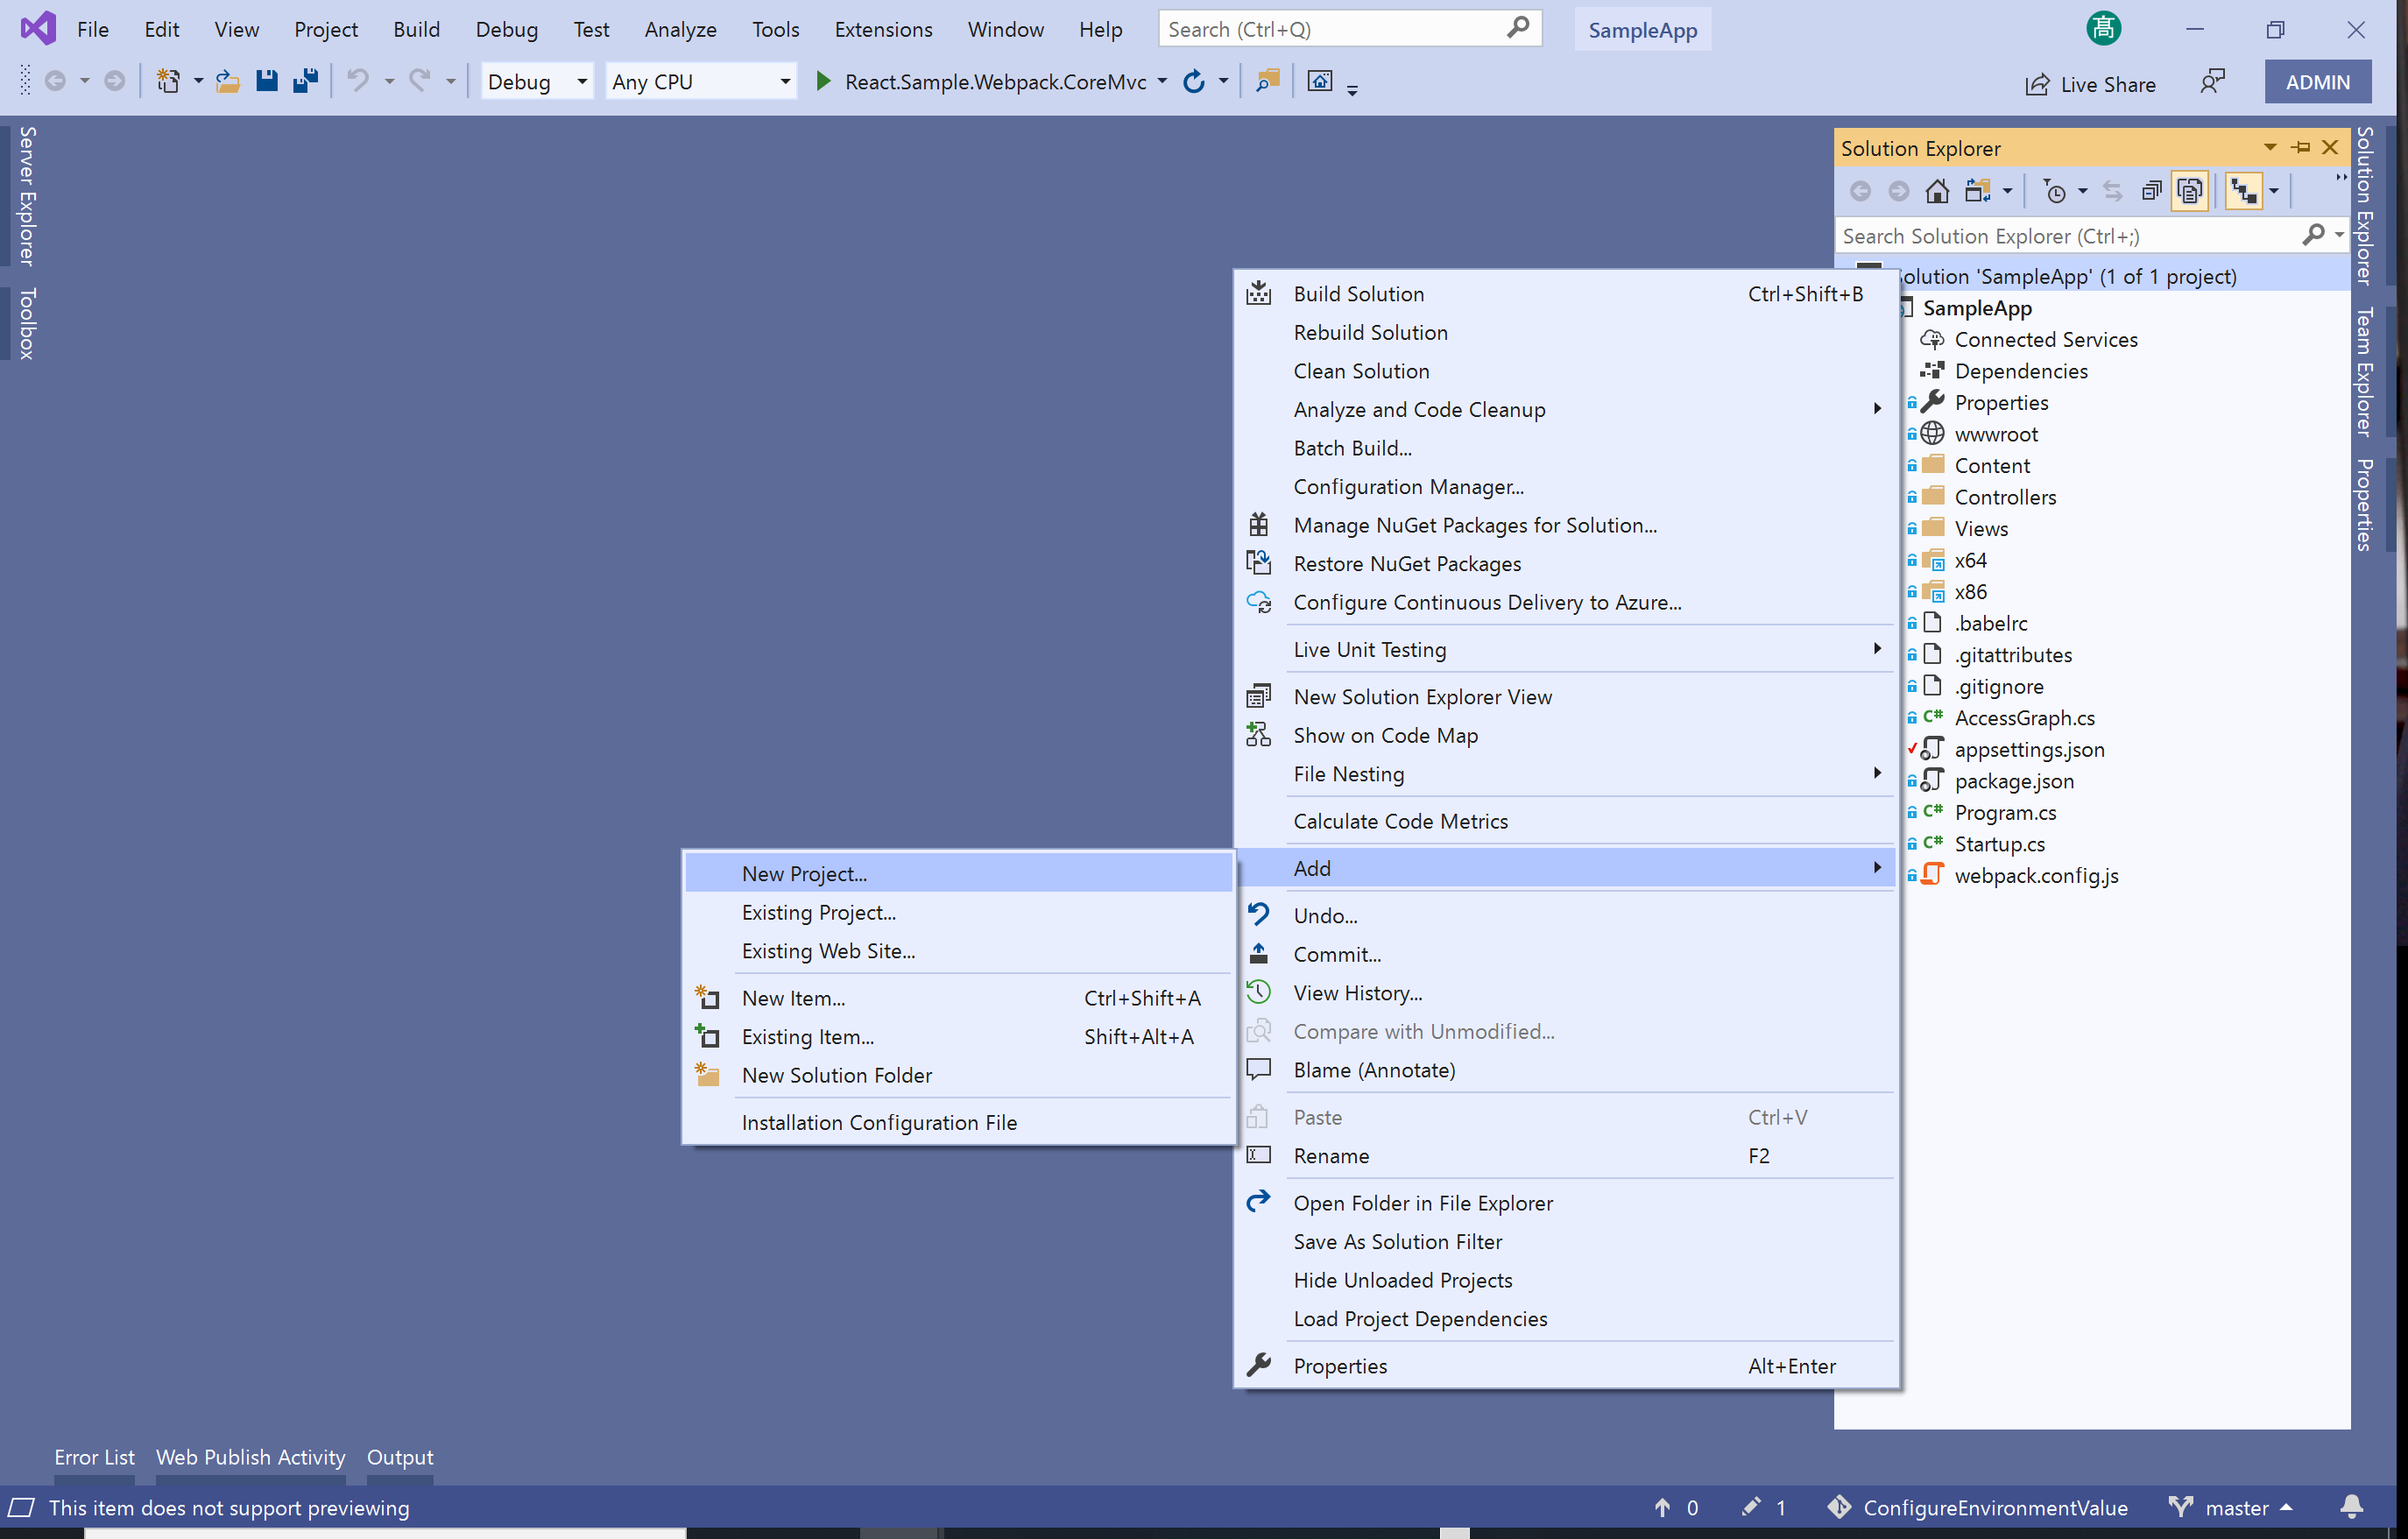 File Edit View Project Build Debug Test Analyze Tools Extensions Window Help Search (Ctrl+Q) SampleApp 髙
Debug Any CPU React.Sample.Webpack.CoreMvc Live Share ADMIN
Server Explorer
Toolbox
Solution Explorer
Search Solution Explorer (Ctrl+;)
olution 'SampleApp' (1 of 1 project)
SampleApp
Connected Services
Dependencies
Properties
wwwroot
Content
Controllers
Views
x64
x86
.babelrc
.gitattributes
.gitignore
C# AccessGraph.cs
appsettings.json
package.json
C# Program.cs
C# Startup.cs
webpack.config.js
Solution Explorer
Team Explorer
Properties
Build Solution Ctrl+Shift+B
Rebuild Solution
Clean Solution
Analyze and Code Cleanup
Batch Build...
Configuration Manager...
Manage NuGet Packages for Solution...
Restore NuGet Packages
Configure Continuous Delivery to Azure...
Live Unit Testing
New Solution Explorer View
Show on Code Map
File Nesting
Calculate Code Metrics
Add
Undo...
Commit...
View History...
Compare with Unmodified...
Blame (Annotate)
Paste Ctrl+V
Rename F2
Open Folder in File Explorer
Save As Solution Filter
Hide Unloaded Projects
Load Project Dependencies
Properties Alt+Enter
New Project...
Existing Project...
Existing Web Site...
New Item... Ctrl+Shift+A
Existing Item... Shift+Alt+A
New Solution Folder
Installation Configuration File
Error List Web Publish Activity Output
This item does not support previewing 0 1 ConfigureEnvironmentValue master